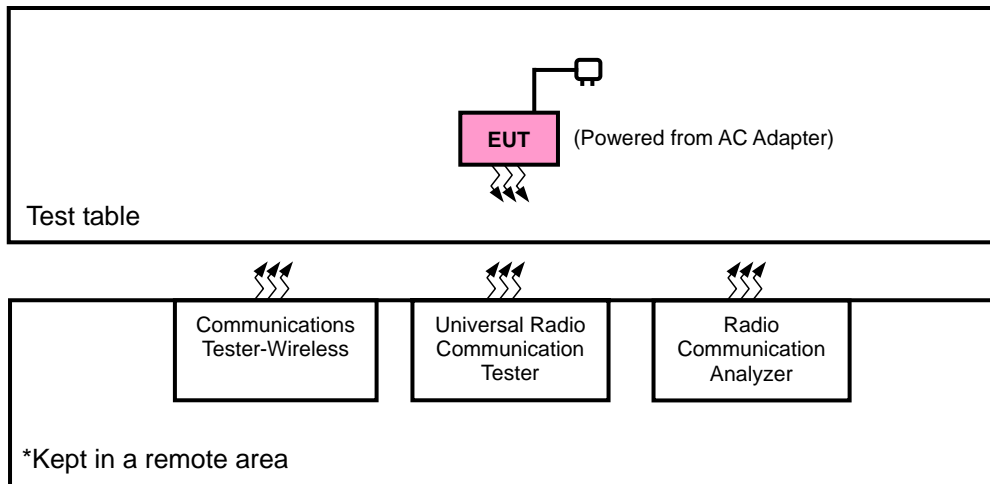 EUT
(Powered from AC Adapter)
Test table
Communications
Tester-Wireless
Universal Radio
Communication
Tester
Radio
Communication
Analyzer
*Kept in a remote area